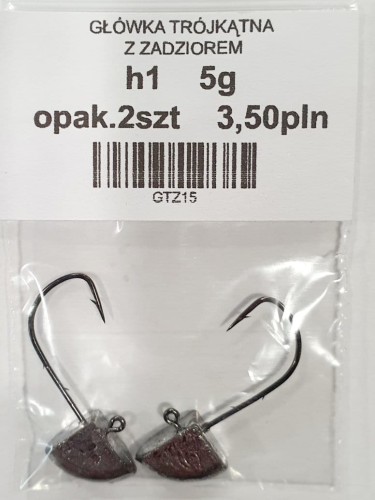 GŁÓWKA TRÓJKĄTNA
Z ZADZIOREM
h1 5g
opak.2szt 3,50pln
GTZ15